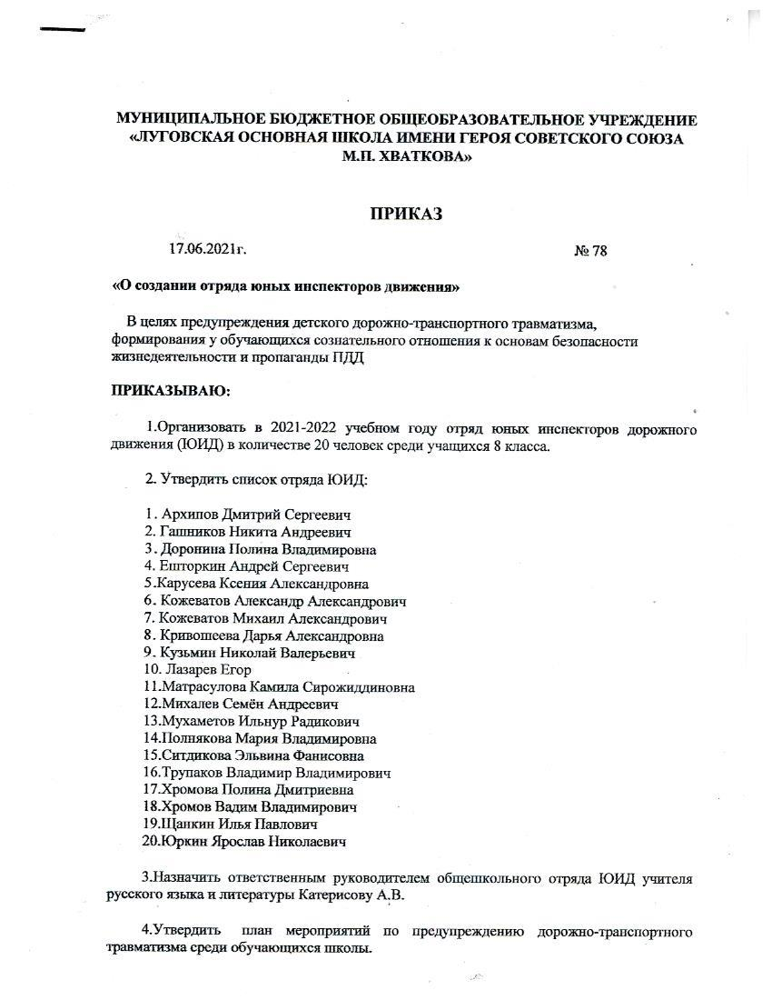 МУНИЦИПАЛЬНОЕ БЮДЖЕТНОЕ ОБЩЕОБРАЗОВАТЕЛЬНОЕ УЧРЕЖДЕНИЕ
«ЛУГОВСКАЯ ОСНОВНАЯ ШКОЛА ИМЕНИ ГЕРОЯ СОВЕТСКОГО СОЮЗА
М.П. ХВАТКОВА»
ПРИКАЗ
17.06.2021г. № 78
«О создании отряда юных инспекторов движения»
В целях предупреждения детского дорожно-транспортного травматизма,
формирования у обучающихся сознательного отношения к основам безопасности
жизнедеятельности и пропаганды ПДД
ПРИКАЗЫВАЮ:
1.Организовать в 2021-2022 учебном году отряд юных инспекторов дорожного
движения (ЮИД) в количестве 20 человек среди учащихся 8 класса.
2. Утвердить список отряда ЮИД:
1. Архипов Дмитрий Сергеевич
2. Гашников Никита Андреевич
3. Доронина Полина Владимировна
4. Ешторкин Андрей Сергеевич
5.Карусева Ксения Александровна
6. Кожеватов Александр Александрович
7. Кожеватов Михаил Александрович
8. Кривошеева Дарья Александровна
9. Кузьмин Николай Валерьевич
10. Лазарев Егор
11.Матрасулова Камила Сирожиддиновна
12.Михалев Семён Андреевич
13.Мухаметов Ильнур Радикович
14.Полнякова Мария Владимировна
15.Ситдикова Эльвина Фанисовна
16.Трупаков Владимир Владимирович
17.Хромова Полина Дмитриевна
18.Хромов Вадим Владимирович
19.Щапкин Илья Павлович
20.Юркин Ярослав Николаевич
3.Назначить ответственным руководителем общешкольного отряда ЮИД учителя
русского языка и литературы Катерисову А.В.
4.Утвердить план мероприятий по предупреждению дорожно-транспортного
травматизма среди обучающихся школы.